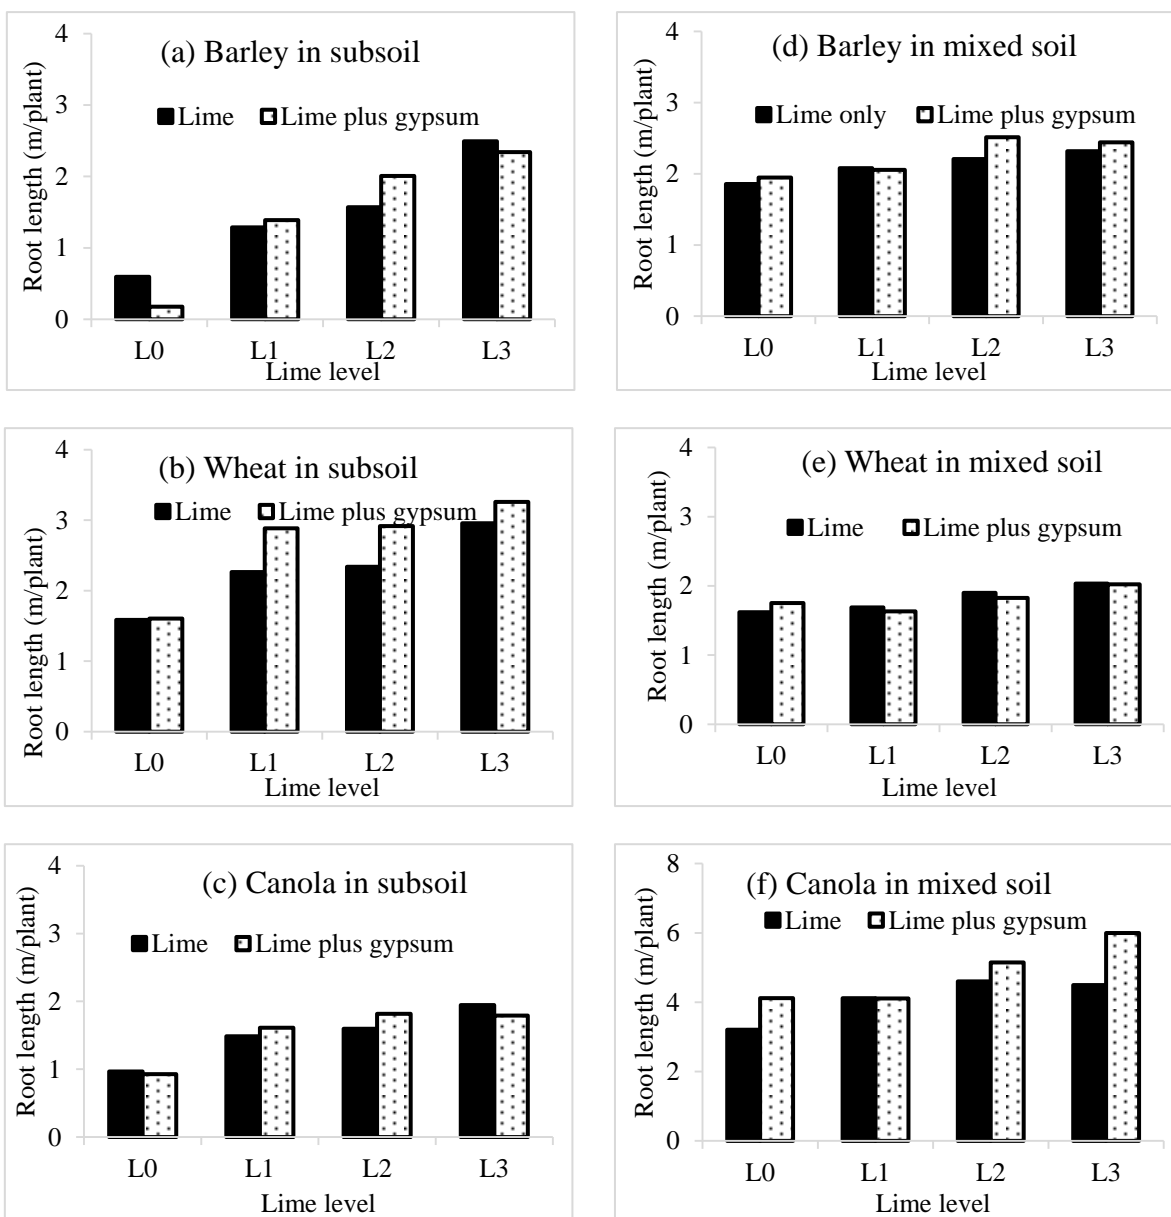 (a) Barley in subsoil
Lime Lime plus gypsum
Root length (m/plant)
4
3
2
1
0
L0 L1 L2 L3
Lime level
(d) Barley in mixed soil
Lime only Lime plus gypsum
Root length (m/plant)
4
3
2
1
0
L0 L1 L2 L3
Lime level
(b) Wheat in subsoil
Lime Lime plus gypsum
Root length (m/plant)
4
3
2
1
0
L0 L1 L2 L3
Lime level
(e) Wheat in mixed soil
Lime Lime plus gypsum
Root length (m/plant)
4
3
2
1
0
L0 L1 L2 L3
Lime level
(c) Canola in subsoil
Lime Lime plus gypsum
Root length (m/plant)
4
3
2
1
0
L0 L1 L2 L3
Lime level
(f) Canola in mixed soil
Lime Lime plus gypsum
Root length (m/plant)
8
6
4
2
0
L0 L1 L2 L3
Lime level